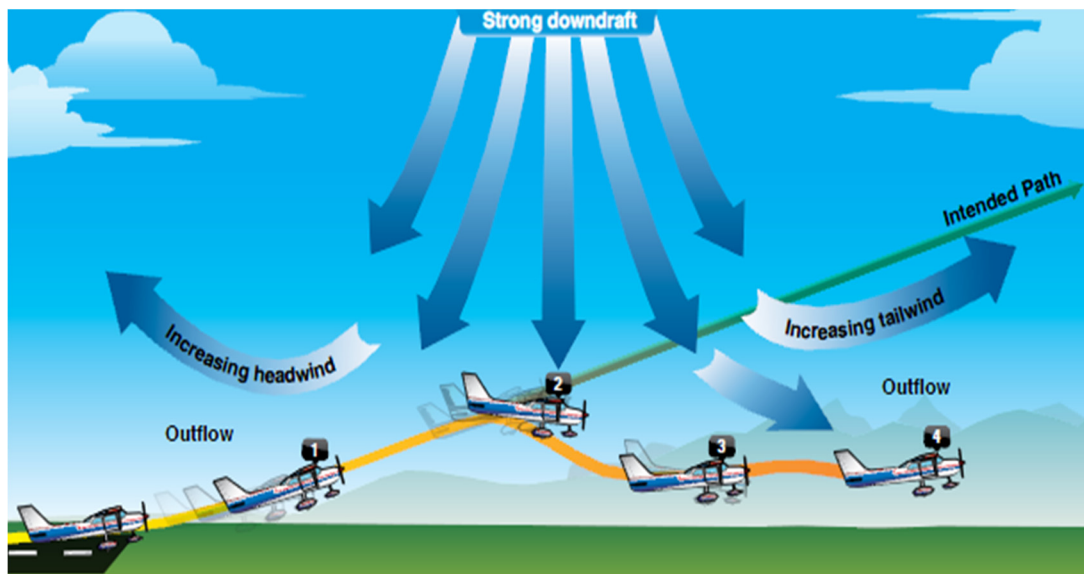 Strong downdraft
Intended Path
Increasing tailwind
Increasing headwind
Outflow
Outflow
1
2
3
4